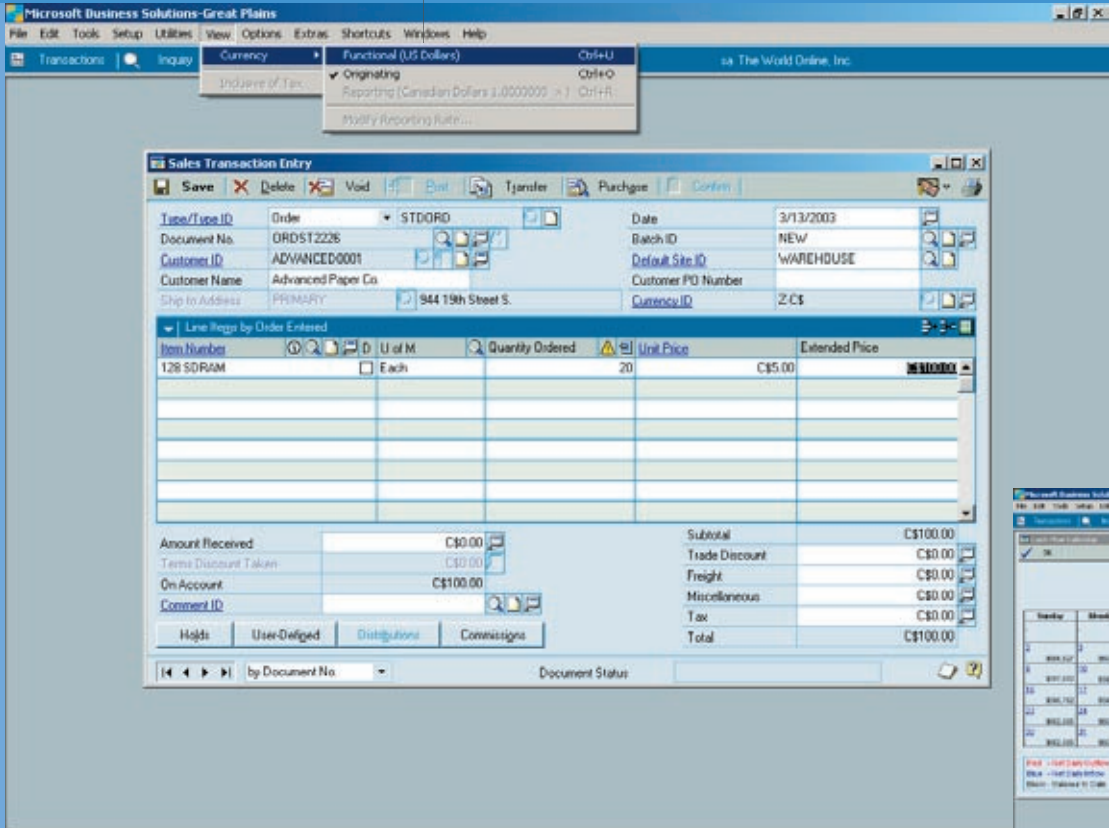 Microsoft Business Solutions-Great Plains
File Edit Tools Setup Utilities View Options Extras Shortcuts Windows Help
Transactions Inquiry sa The World Online, Inc
Currency Functional (US Dollars) Ctrl+U
Inclusive of Tax... Originating Ctrl+O
Reporting (Canadian Dollars 1.0000000 Ctrl+R
Modify Reporting Rate...
Sales Transaction Entry
Save Delete Void Post Transfer Purchase Confirm
Type/Type ID Order STDORD Date 3/13/2003
Document No. ORDST2226 Batch ID NEW
Customer ID ADVANCED0001 Default Site ID WAREHOUSE
Customer Name Advanced Paper Co. Customer PO Number
Ship to Address PRIMARY 944 19th Street S. Currency ID Z-C$
Line Items by Order Entered
Item Number D U of M Quantity Ordered Unit Price Extended Price
128 SDRAM Each 20 C$5.00 C$100.00
Amount Received C$0.00 Subtotal C$100.00
Terms Discount Taken C$0.00 Trade Discount C$0.00
On Account C$100.00 Freight C$0.00
Comment ID Miscellaneous C$0.00
Tax C$0.00
Holds User-Defined Distributions Commissions Total C$100.00
by Document No. Document Status
Microsoft Business
File Edit Tools Setup
Sunday